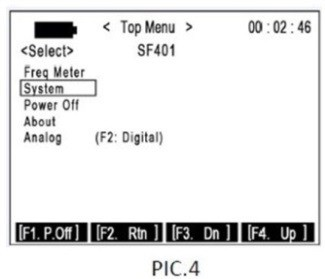 < Top Menu > 00 : 02 : 46
<Select> SF401
Freq Meter
System
Power Off
About
Analog (F2: Digital)
[F1. P.Off] [F2. Rtn ] [F3. Dn ] [F4. Up ]
PIC.4